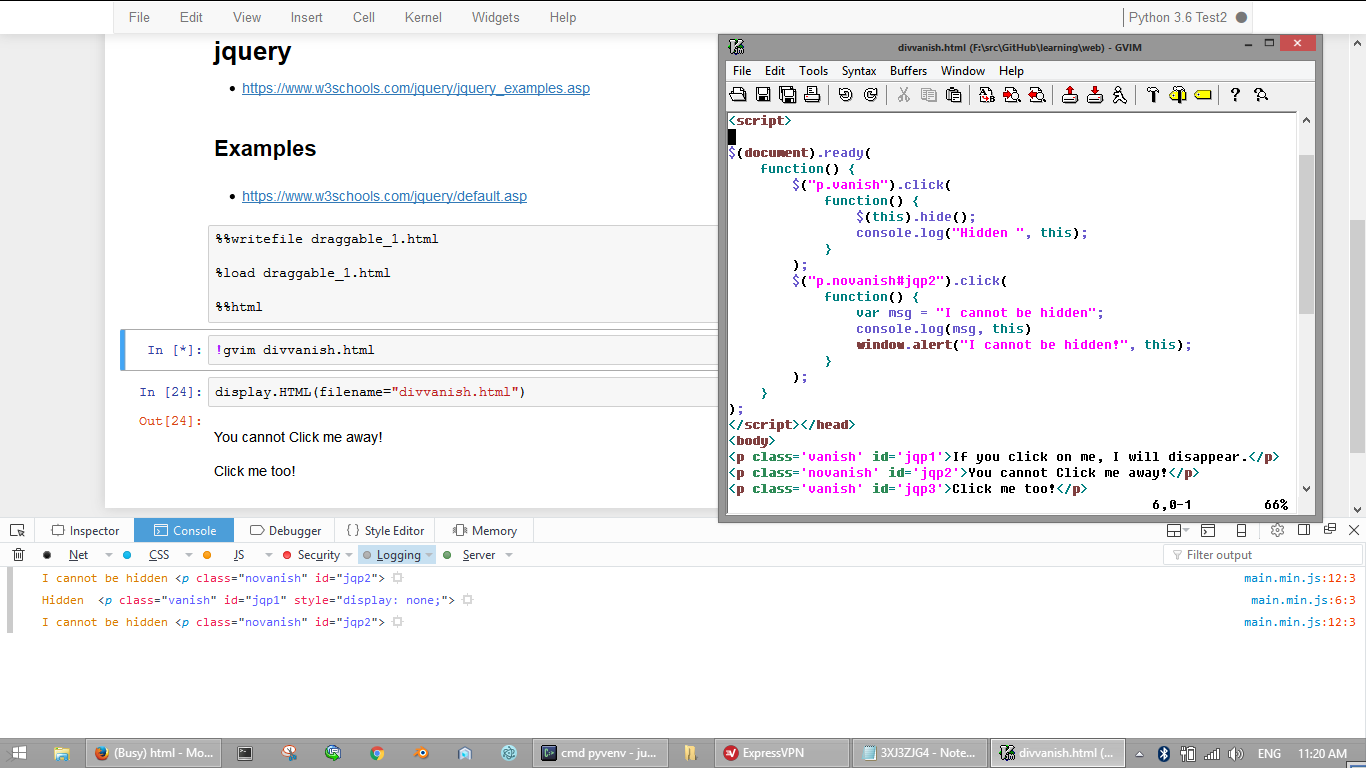 File Edit View Insert Cell Kernel Widgets Help
Python 3.6 Test2
jquery
https://www.w3schools.com/jquery/jquery_examples.asp
Examples
https://www.w3schools.com/jquery/default.asp
%%writefile draggable_1.html
%load draggable_1.html
%%html
In [*]: !gvim divvanish.html
In [24]: display.HTML(filename="divvanish.html")
Out[24]:
You cannot Click me away!
Click me too!
divvanish.html (F:\src\GitHub\learning\web) - GVIM
File Edit Tools Syntax Buffers Window Help
<script>
$(document).ready(
    function() {
        $("p.vanish").click(
            function() {
                $(this).hide();
                console.log("Hidden ", this);
            }
        );
        $("p.novanish#jqp2").click(
            function() {
                var msg = "I cannot be hidden";
                console.log(msg, this)
                window.alert("I cannot be hidden!", this);
            }
        );
    }
);
</script></head>
<body>
<p class='vanish' id='jqp1'>If you click on me, I will disappear.</p>
<p class='novanish' id='jqp2'>You cannot Click me away!</p>
<p class='vanish' id='jqp3'>Click me too!</p>
6,0-1 66%
Inspector Console Debugger { } Style Editor Memory
Net CSS JS Security Logging Server Filter output
I cannot be hidden <p class="novanish" id="jqp2"> main.min.js:12:3
Hidden <p class="vanish" id="jqp1" style="display: none;"> main.min.js:6:3
I cannot be hidden <p class="novanish" id="jqp2"> main.min.js:12:3
(Busy) html - Mo... cmd pyvenv - ju... ExpressVPN 3XJ3ZJG4 - Note... divvanish.html (... ENG 11:20 AM